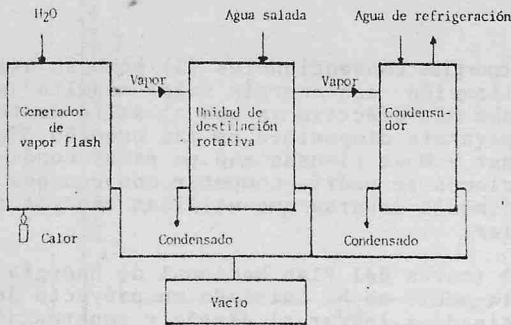 H₂O
Agua salada
Agua de refrigeración
Vapor
Vapor
Generador
de
vapor flash
Unidad de
destilación
rotativa
Condensa-
dor
Calor
Condensado
Condensado
Vacío